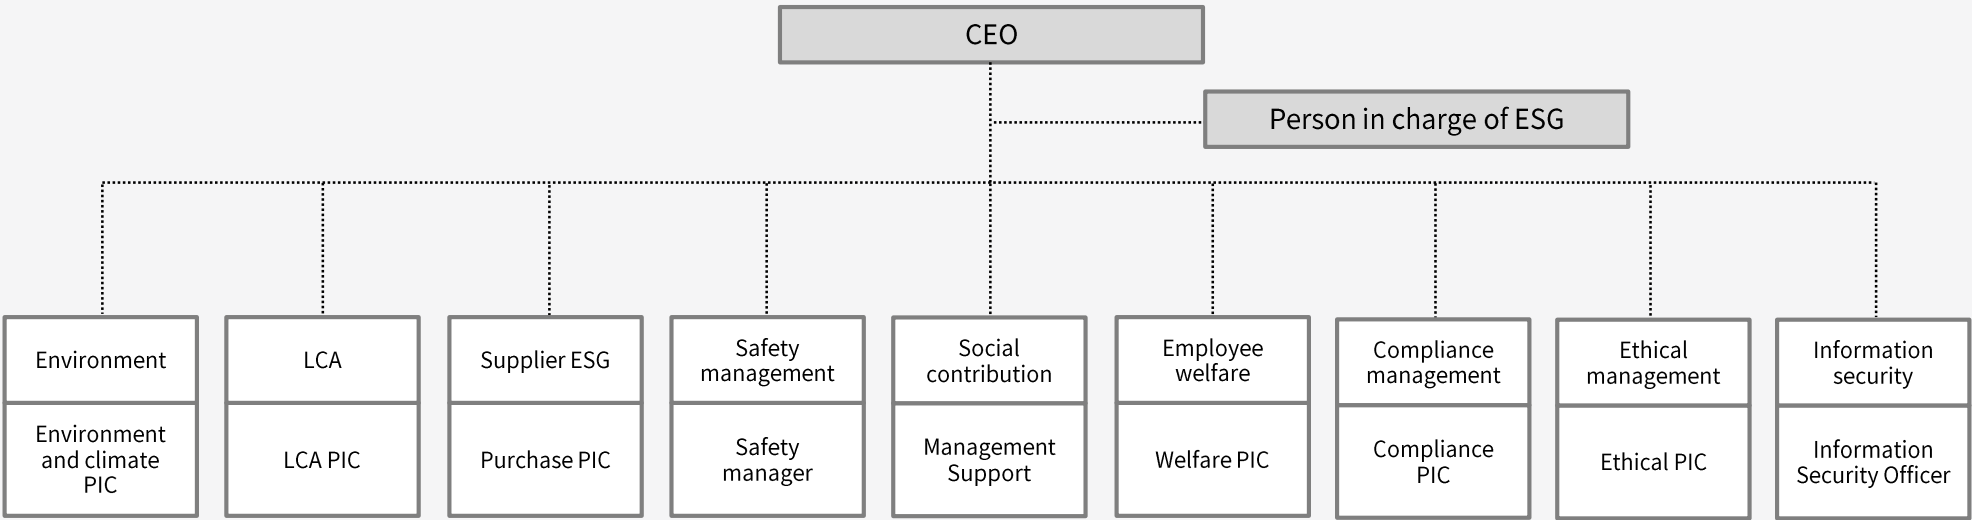 CEO
Person in charge of ESG
Environment
LCA
Supplier ESG
Safety
management
Social
contribution
Employee
welfare
Compliance
management
Ethical
management
Information
security
Environment
and climate
PIC
LCA PIC
Purchase PIC
Safety
manager
Management
Support
Welfare PIC
Compliance
PIC
Ethical PIC
Information
Security Officer